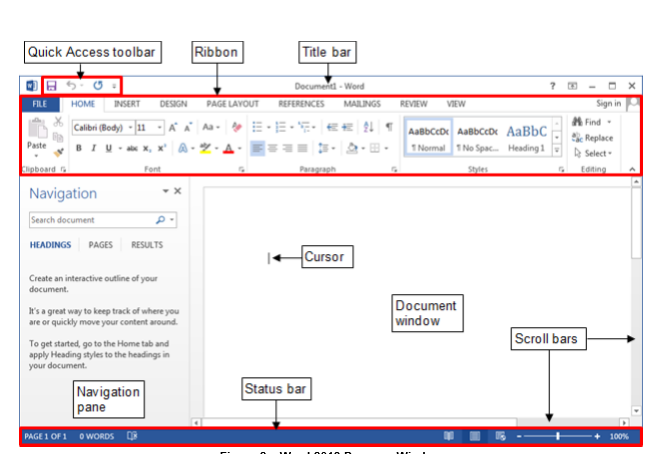 Quick Access toolbar
Ribbon
Title bar
Document1 - Word
FILE HOME INSERT DESIGN PAGE LAYOUT REFERENCES MAILINGS REVIEW VIEW Sign in
Calibri (Body) 11 A A Aa
Find
Replace
Select
Paste
B I U abc x, x² A A
AaBbCcDc AaBbCcDc AaBbC
¶ Normal ¶ No Spac... Heading 1
Clipboard Font Paragraph Styles Editing
Navigation
Search document
HEADINGS PAGES RESULTS
Create an interactive outline of your
document.
It's a great way to keep track of where you
are or quickly move your content around.
To get started, go to the Home tab and
apply Heading styles to the headings in
your document.
Cursor
Document
window
Scroll bars
Navigation
pane
Status bar
PAGE 1 OF 1 0 WORDS 100%